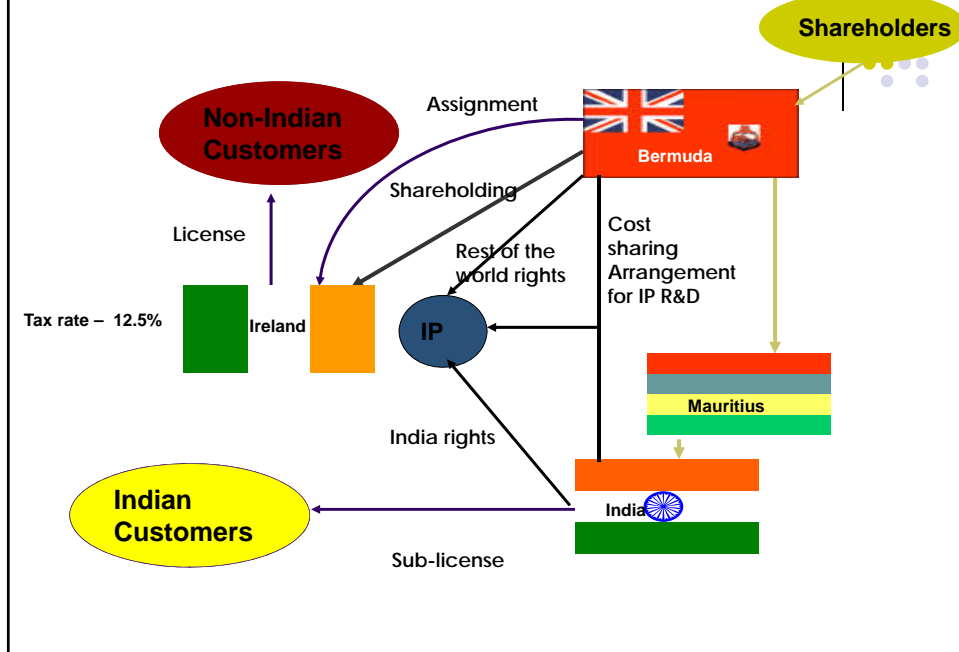 Shareholders
Assignment
Non-Indian
Customers
Bermuda
Shareholding
License
Cost
sharing
Arrangement
for IP R&D
Rest of the
world rights
Tax rate – 12.5%
Ireland
IP
Mauritius
India rights
Indian
Customers
India
Sub-license